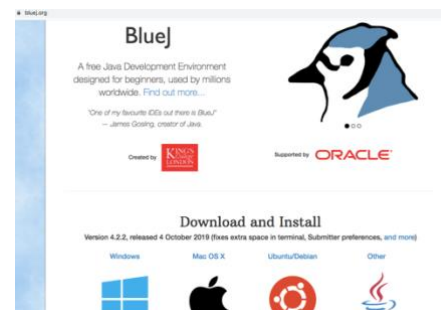 bluej.org
BlueJ
A free Java Development Environment
designed for beginners, used by millions
worldwide. Find out more...
"One of my favourite IDEs out there is BlueJ"
— James Gosling, creator of Java.
Created by
KING'S
College
LONDON
Supported by ORACLE
Download and Install
Version 4.2.2, released 4 October 2019 (fixes extra space in terminal, Submitter preferences, and more)
Windows Mac OS X Ubuntu/Debian Other